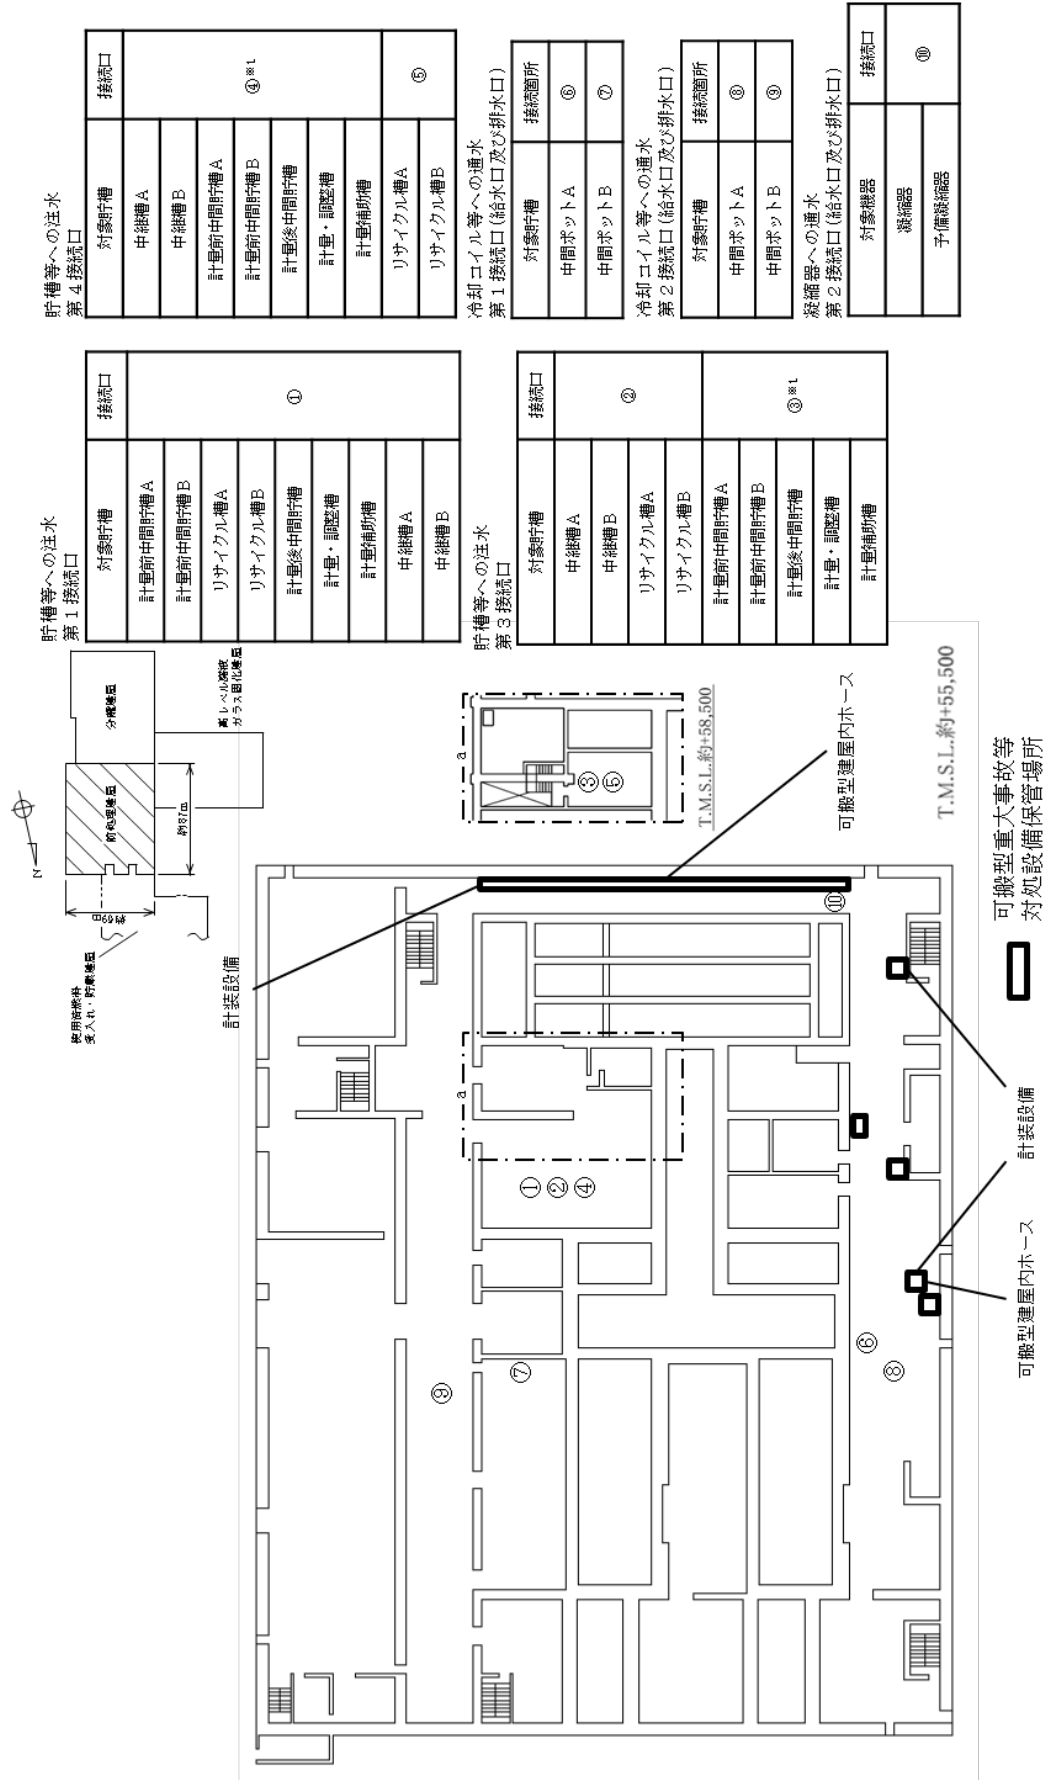 貯槽等への注水
第1接続口
対象貯槽 接続口
計量前中間貯槽A ①
計量前中間貯槽B
リサイクル槽A
リサイクル槽B
計量後中間貯槽
計量・調整槽
計量補助槽
中継槽A
中継槽B
貯槽等への注水
第3接続口
対象貯槽 接続口
中継槽A ②
中継槽B
リサイクル槽A
リサイクル槽B
計量前中間貯槽A ③※1
計量前中間貯槽B
計量後中間貯槽
計量・調整槽
計量補助槽
貯槽等への注水
第4接続口
対象貯槽 接続口
中継槽A ④※1
中継槽B
計量前中間貯槽A
計量前中間貯槽B
計量後中間貯槽
計量・調整槽
計量補助槽
リサイクル槽A ⑤
リサイクル槽B
冷却コイル等への通水
第1接続口(給水口及び排水口)
対象貯槽 接続箇所
中間ポットA ⑥
中間ポットB ⑦
冷却コイル等への通水
第2接続口(給水口及び排水口)
対象貯槽 接続箇所
中間ポットA ⑧
中間ポットB ⑨
凝縮器への通水
第2接続口(給水口及び排水口)
対象機器 接続口
凝縮器 ⑩
予備凝縮器
N
使用済燃料
受入れ・貯蔵建屋
約69m
前処理建屋
約87m
分離建屋
高レベル廃液
ガラス固化建屋
計装設備
a
③
⑤
T.M.S.L.約+58,500
可搬型建屋内ホース
a
①
②
④
⑨
⑦
⑩
⑥
⑧
T.M.S.L.約+55,500
計装設備
可搬型建屋内ホース
可搬型重大事故等
対処設備保管場所